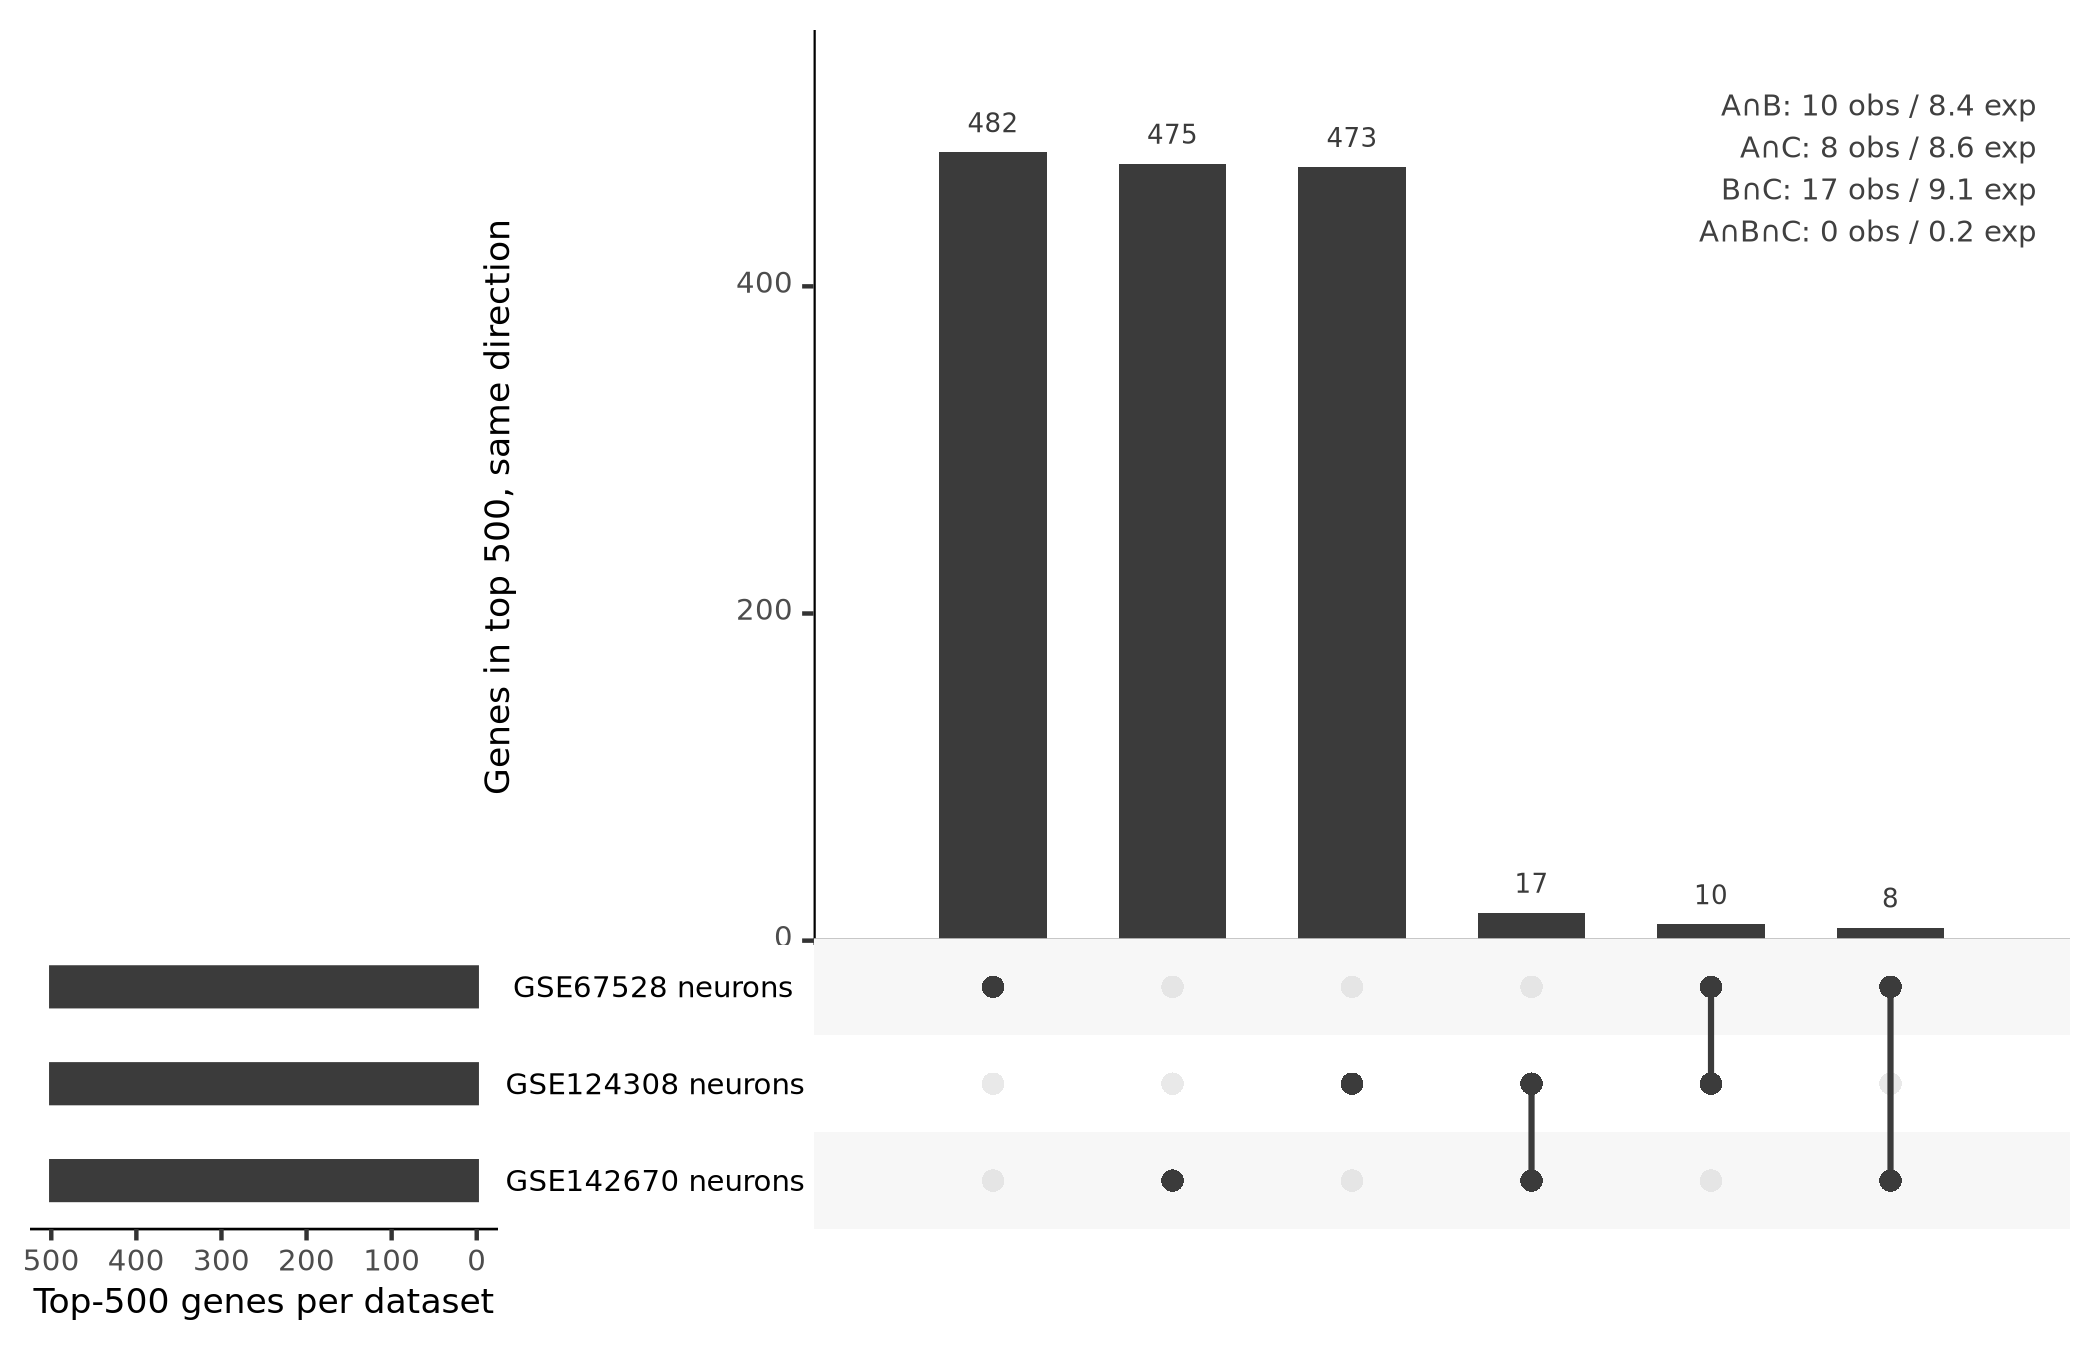 482
475
473
17
10
8
A∩B: 10 obs / 8.4 exp
A∩C: 8 obs / 8.6 exp
B∩C: 17 obs / 9.1 exp
A∩B∩C: 0 obs / 0.2 exp
Genes in top 500, same direction
400
200
0
GSE67528 neurons
GSE124308 neurons
GSE142670 neurons
500 400 300 200 100 0
Top-500 genes per dataset